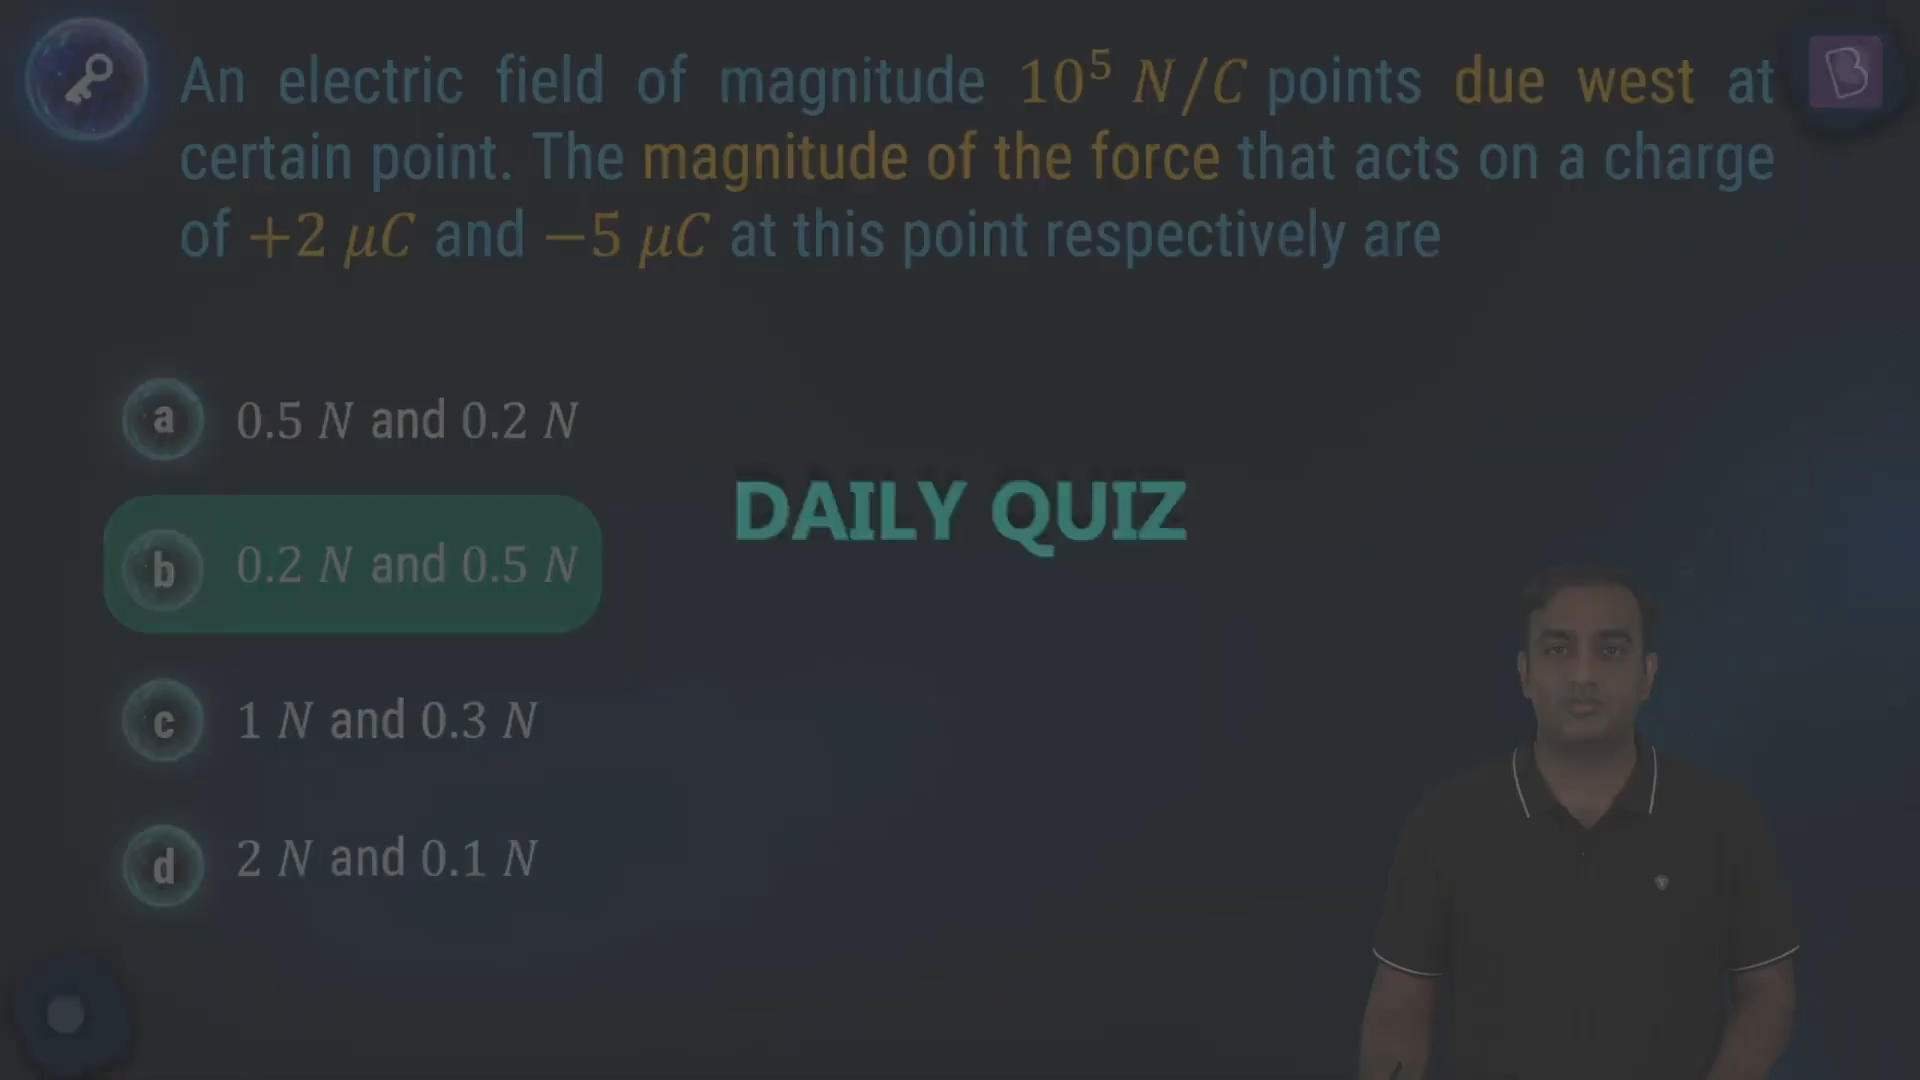 An electric field of magnitude 10⁵ N/C points due west at
certain point. The magnitude of the force that acts on a charge
of +2 μC and −5 μC at this point respectively are
a 0.5 N and 0.2 N
b 0.2 N and 0.5 N
DAILY QUIZ
c 1 N and 0.3 N
d 2 N and 0.1 N